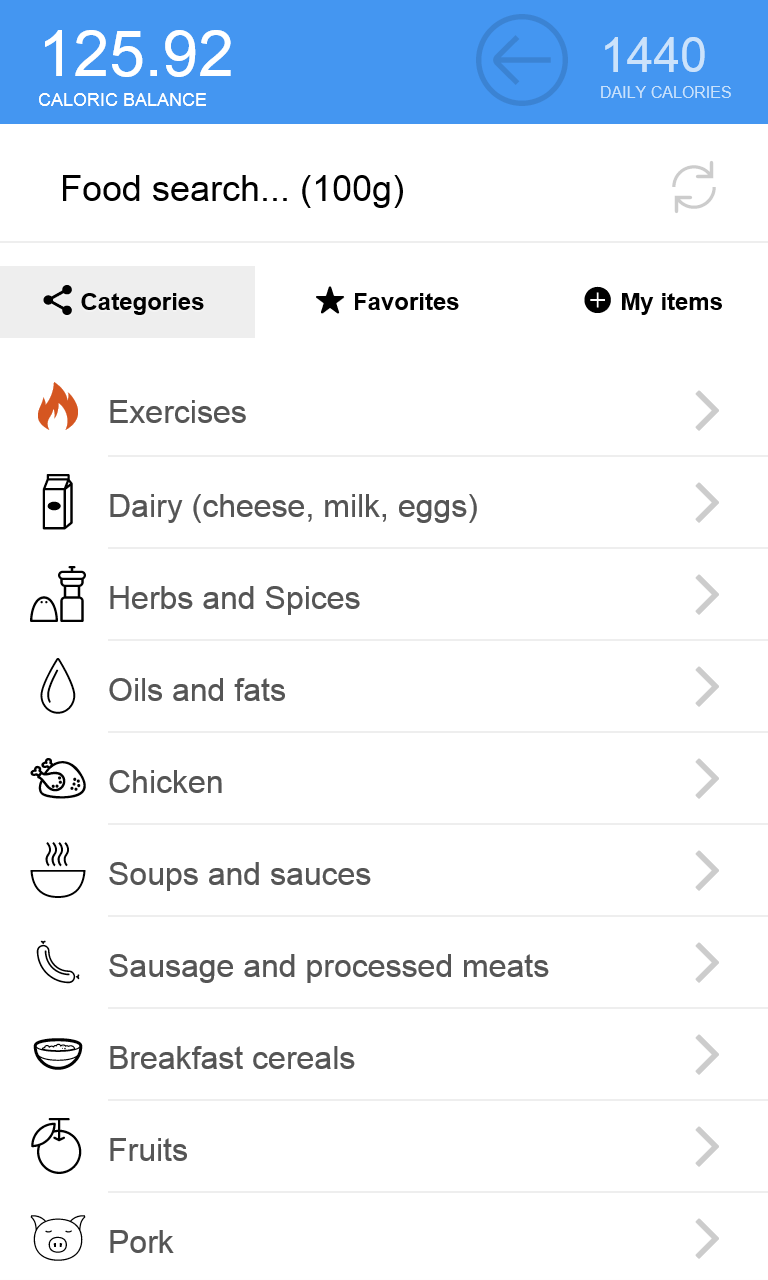 125.92
CALORIC BALANCE
1440
DAILY CALORIES
Food search... (100g)
Categories
Favorites
My items
Exercises
Dairy (cheese, milk, eggs)
Herbs and Spices
Oils and fats
Chicken
Soups and sauces
Sausage and processed meats
Breakfast cereals
Fruits
Pork